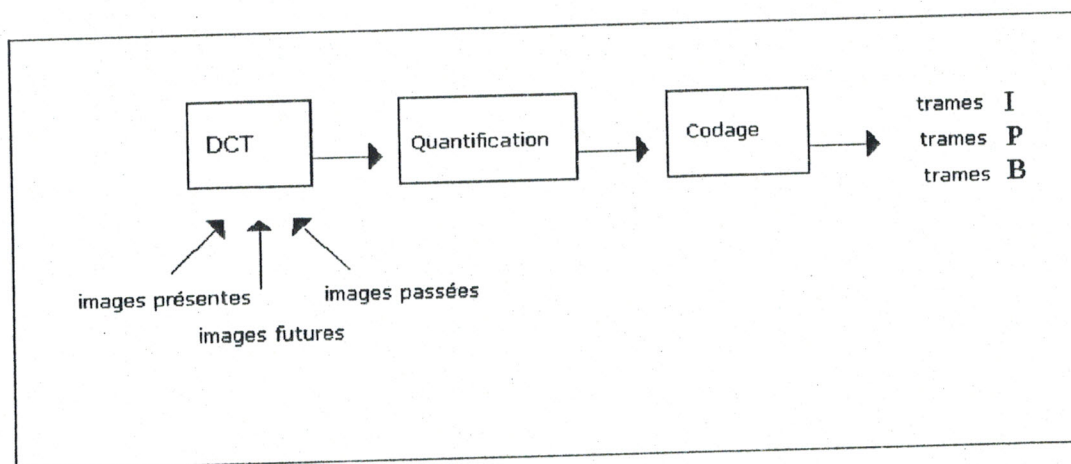 DCT
Quantification
Codage
trames I
trames P
trames B
images présentes
images futures
images passées